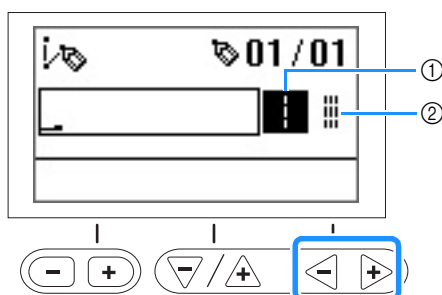 01/01
①
②
- + / + - +